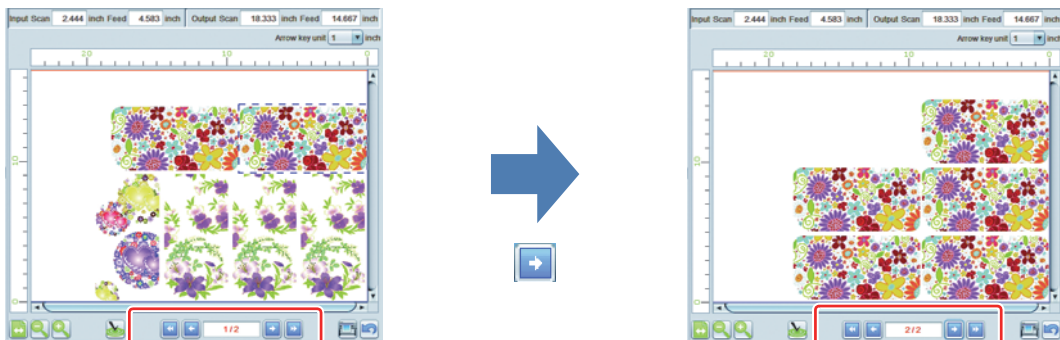 Input Scan 2.444 inch Feed 4.583 inch Output Scan 18.333 inch Feed 14.667 inch
Arrow key unit 1 inch
20 10 0
10
0
1/2
Input Scan 2.444 inch Feed 4.583 inch Output Scan 18.333 inch Feed 14.667 inch
Arrow key unit 1 inch
20 10 0
10
0
2/2